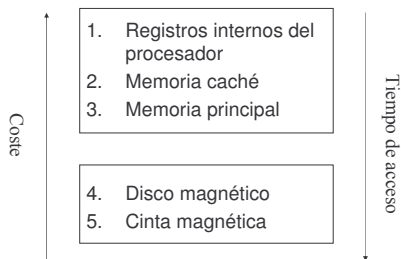 Coste
1. Registros internos del
procesador
2. Memoria caché
3. Memoria principal
4. Disco magnético
5. Cinta magnética
Tiempo de acceso